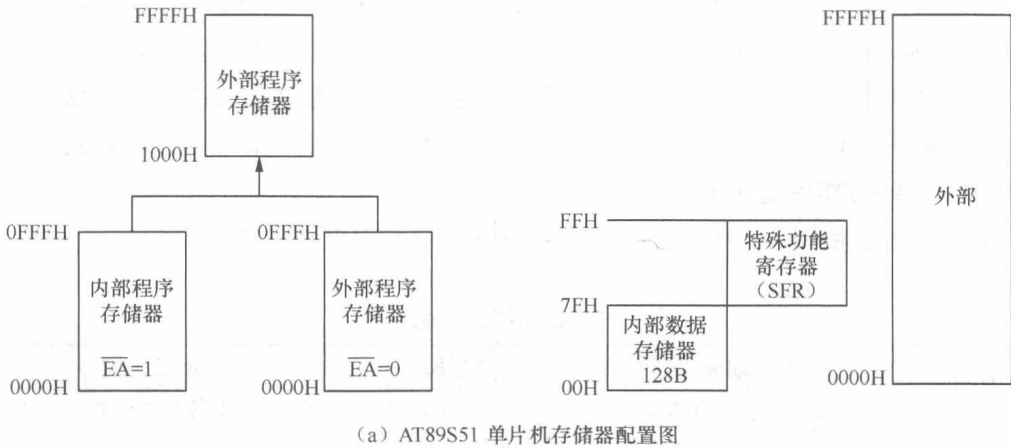 FFFFH
外部程序
存储器
1000H
0FFFH
内部程序
存储器
EA=1
0000H
0FFFH
外部程序
存储器
EA=0
0000H
FFH
特殊功能
寄存器
（SFR）
7FH
内部数据
存储器
128B
00H
FFFFH
外部
0000H
（a）AT89S51 单片机存储器配置图